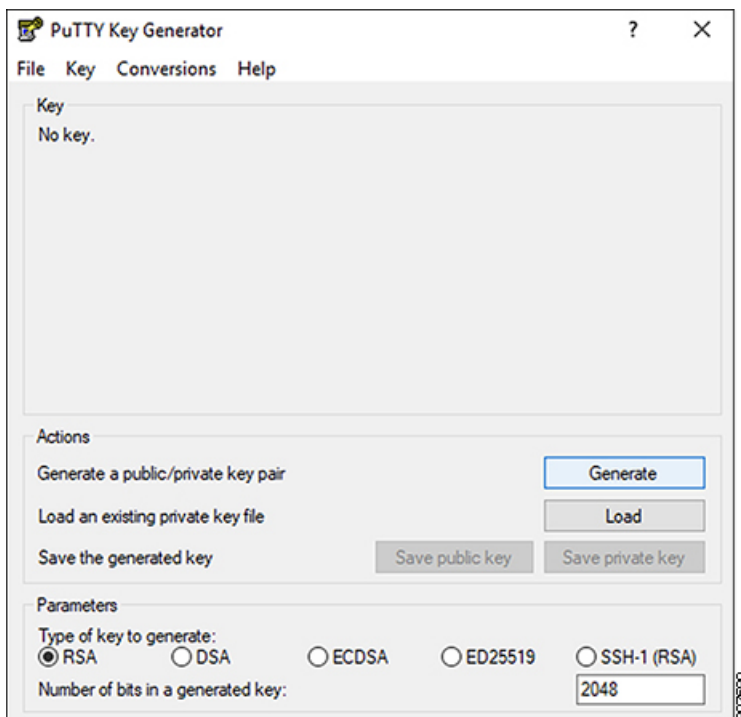 PuTTY Key Generator ?
File Key Conversions Help
Key
No key.
Actions
Generate a public/private key pair Generate
Load an existing private key file Load
Save the generated key Save public key Save private key
Parameters
Type of key to generate:
RSA DSA ECDSA ED25519 SSH-1 (RSA)
Number of bits in a generated key: 2048